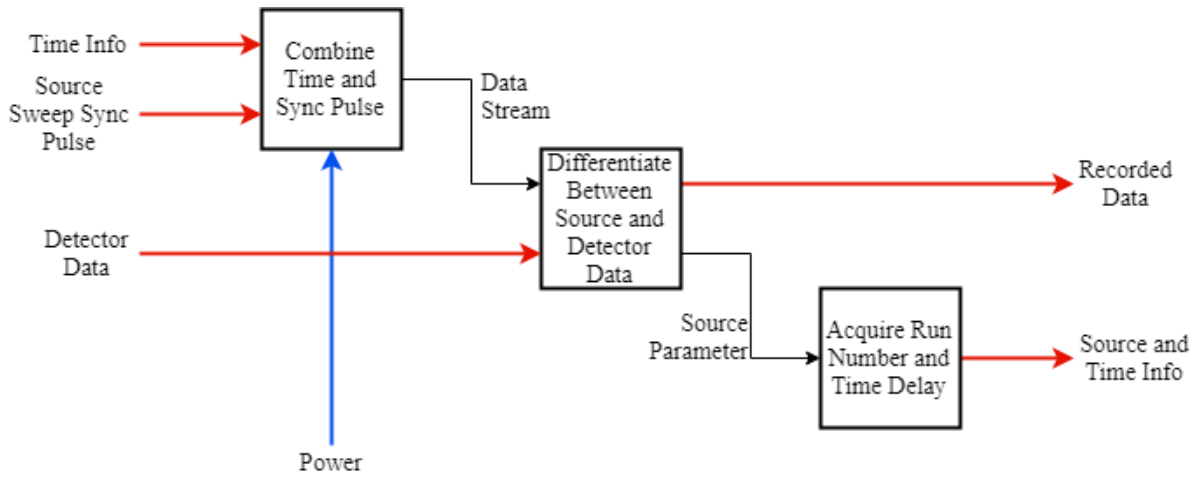 Time Info
Source
Sweep Sync
Pulse
Combine
Time and
Sync Pulse
Data
Stream
Detector
Data
Differentiate
Between
Source and
Detector
Data
Recorded
Data
Source
Parameter
Acquire Run
Number and
Time Delay
Source and
Time Info
Power